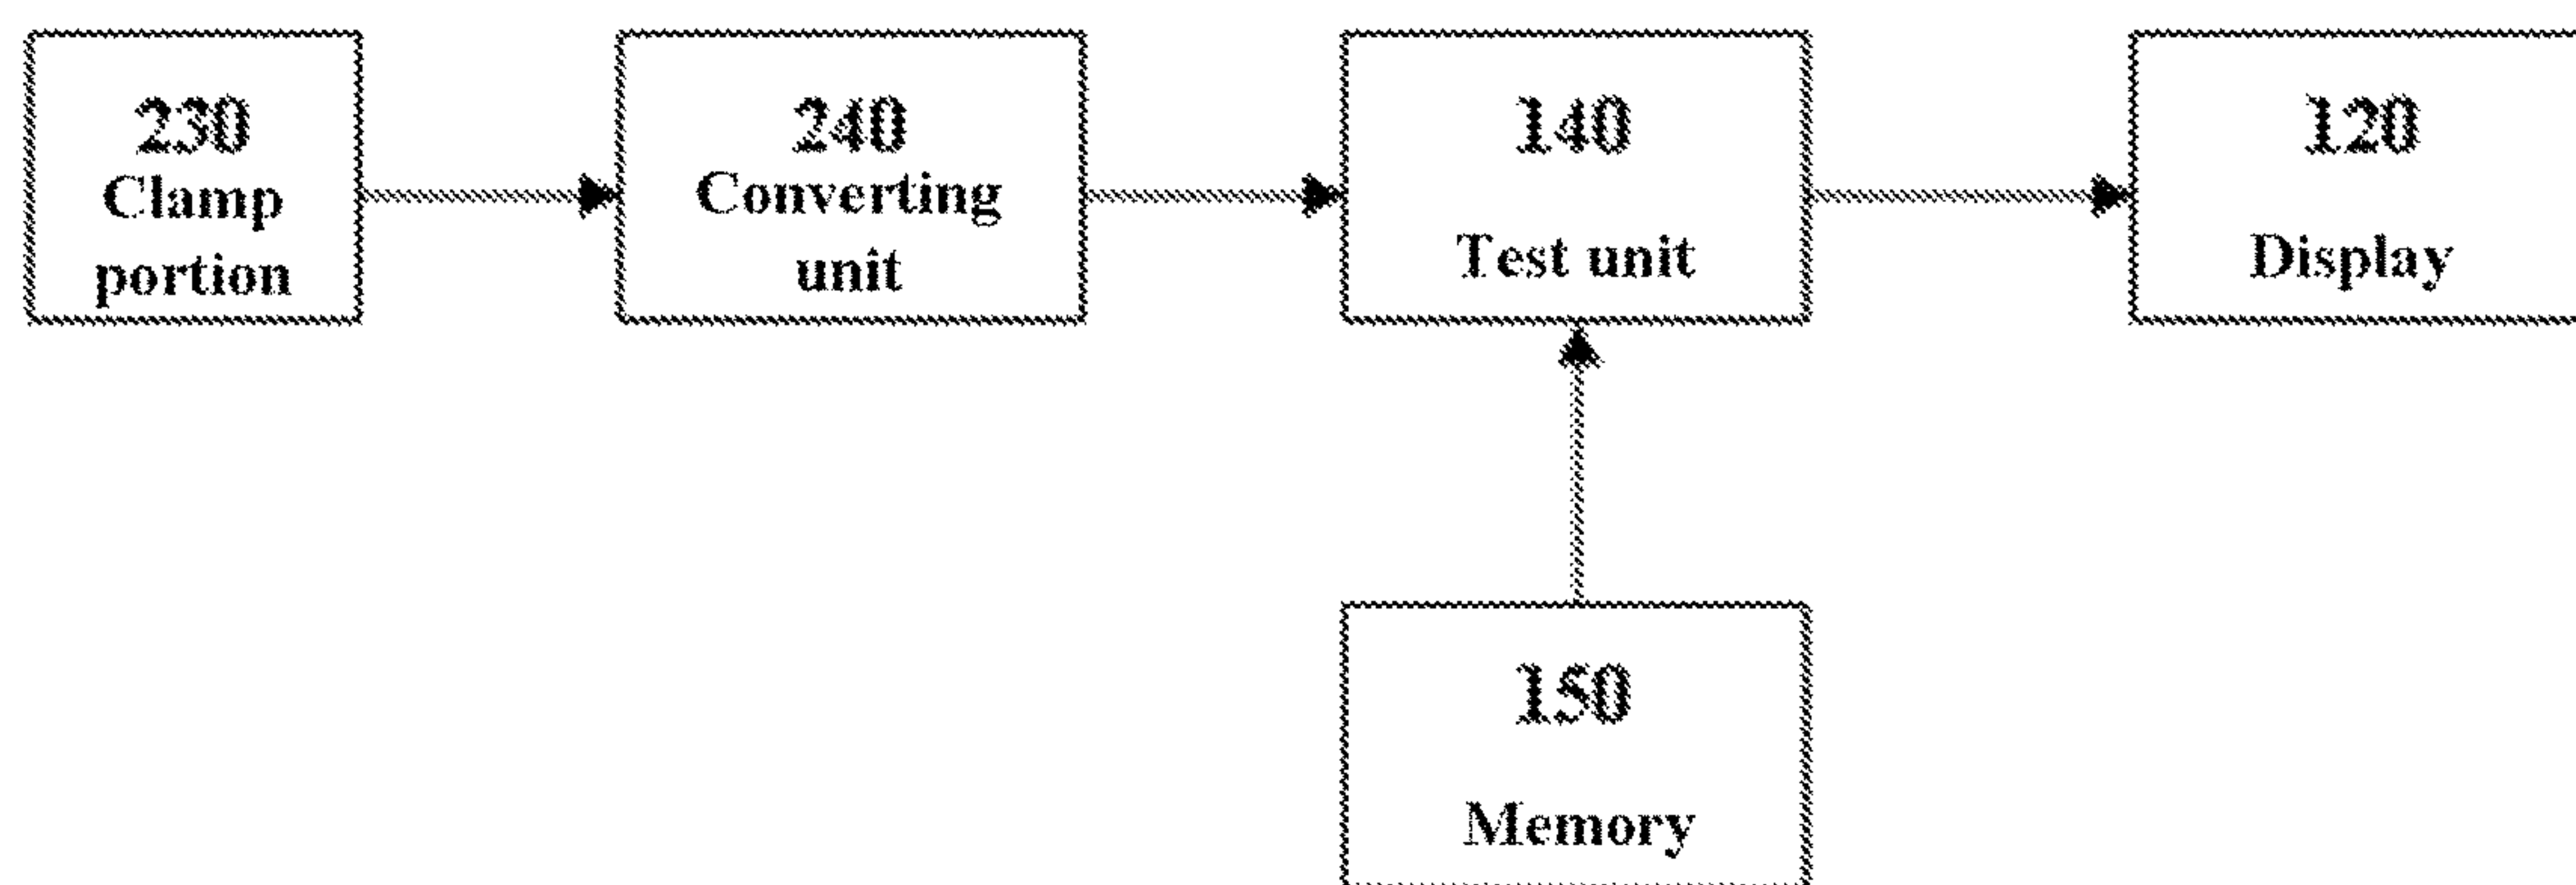 230
Clamp
portion
240
Converting
unit
140
Test unit
120
Display
150
Memory